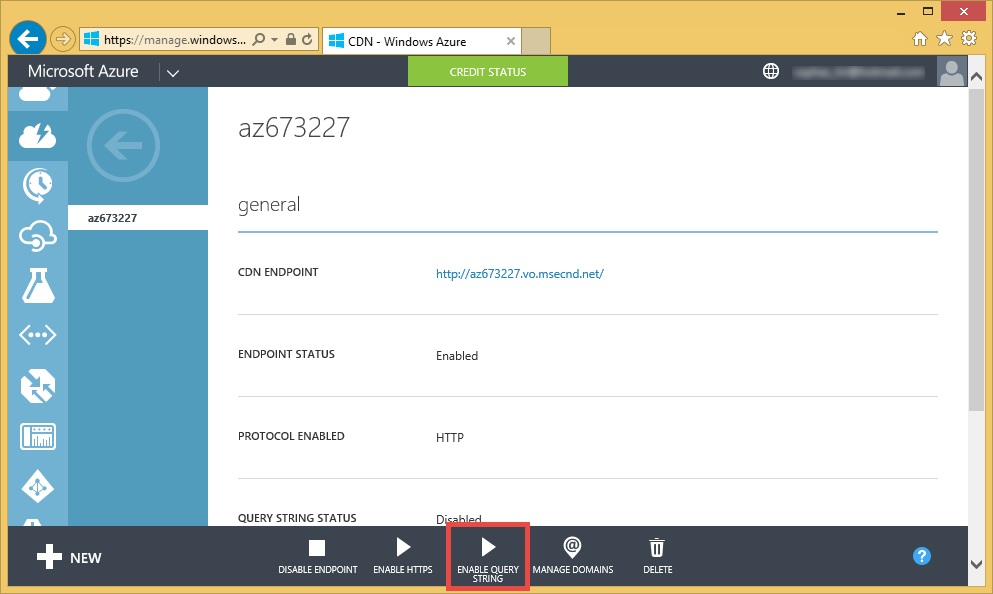 https://manage.windows...
CDN - Windows Azure
Microsoft Azure
CREDIT STATUS
az673227
az673227
general
CDN ENDPOINT
http://az673227.vo.msecnd.net/
ENDPOINT STATUS
Enabled
PROTOCOL ENABLED
HTTP
QUERY STRING STATUS
Disabled
NEW
DISABLE ENDPOINT
ENABLE HTTPS
ENABLE QUERY
STRING
MANAGE DOMAINS
DELETE
?